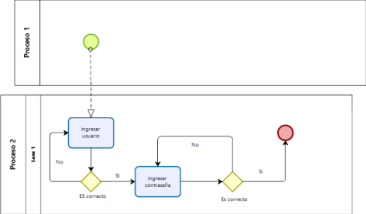 Proceso 1
Proceso 2
Lane 1
Ingresar
usuario
No
ES correcto
Si
Ingresar
contraseña
No
Es correcto
Si